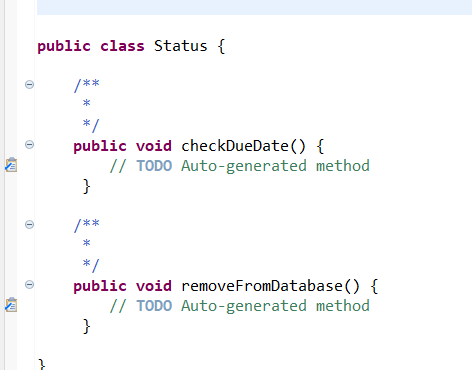 public class Status {
/**
*
*/
public void checkDueDate() {
// TODO Auto-generated method
}
/**
*
*/
public void removeFromDatabase() {
// TODO Auto-generated method
}
}